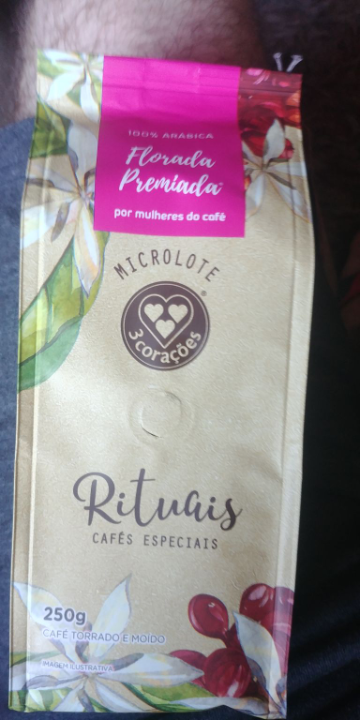 100% ARÁBICA
Florada
Premiada
por mulheres do café
MICROLOTE
3 corações
®
Rituais
CAFÉS ESPECIAIS
250g
CAFÉ TORRADO E MOÍDO
IMAGEM ILUSTRATIVA